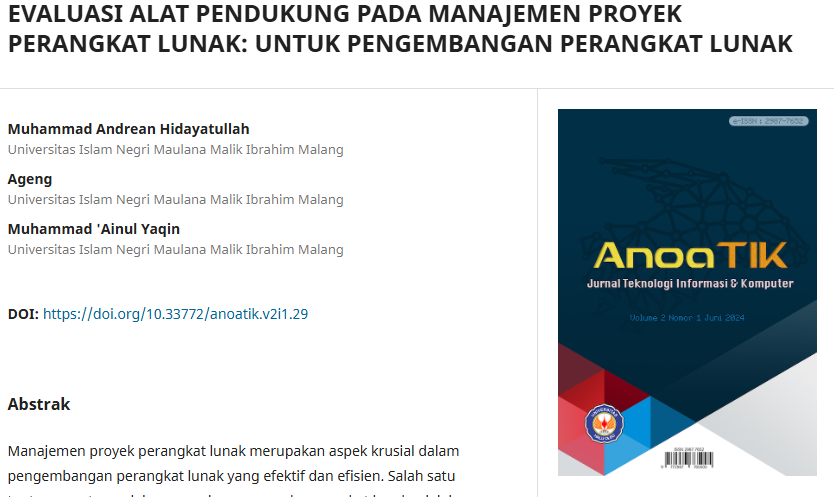 EVALUASI ALAT PENDUKUNG PADA MANAJEMEN PROYEK
PERANGKAT LUNAK: UNTUK PENGEMBANGAN PERANGKAT LUNAK
Muhammad Andrean Hidayatullah
Universitas Islam Negri Maulana Malik Ibrahim Malang
Ageng
Universitas Islam Negri Maulana Malik Ibrahim Malang
Muhammad 'Ainul Yaqin
Universitas Islam Negri Maulana Malik Ibrahim Malang
DOI: https://doi.org/10.33772/anoatik.v2i1.29
Abstrak
Manajemen proyek perangkat lunak merupakan aspek krusial dalam
pengembangan perangkat lunak yang efektif dan efisien. Salah satu
e-ISSN : 2987-7652
AnoaTIK
Jurnal Teknologi Informasi & Komputer
Volume 2 Nomor 1 Juni 2024
ISSN 2987-7652